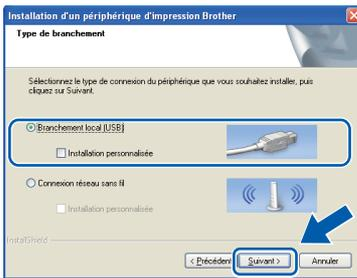 Installation d'un périphérique d'impression Brother
Type de branchement
Sélectionnez le type de connexion du périphérique que vous souhaitez installer, puis
cliquez sur Suivant.
Branchement local (USB)
Installation personnalisée
Connexion réseau sans fil
Installation personnalisée
InstallShield
< Précédent
Suivant >
Annuler